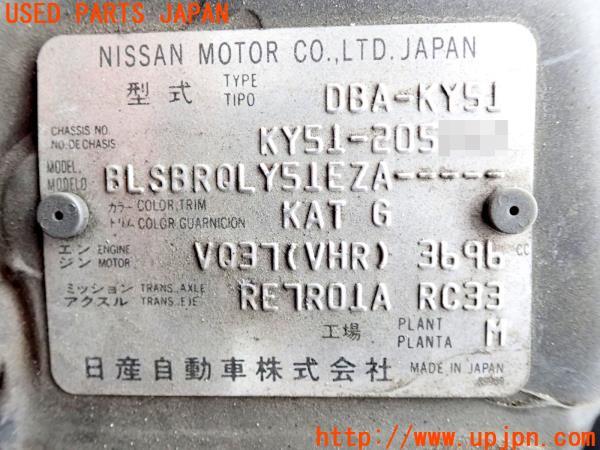 USED PARTS JAPAN
NISSAN MOTOR CO.,LTD. JAPAN
型式 TYPE TIPO DBA-KY51
CHASSIS NO. NO. DE CHASIS KY51-205
MODEL MODELO BLSBRQLY51EZA-----
カラー COLOR, TRIM
トリム COLOR, GUARNICION KAT G
エンジン ENGINE MOTOR VQ37(VHR) 3696 CC
ミッション TRANS., AXLE
アクスル TRANS., EJE RE7R01A RC33
工場 PLANT PLANTA M
日産自動車株式会社 MADE IN JAPAN
UPJ http://www.upjpn.com